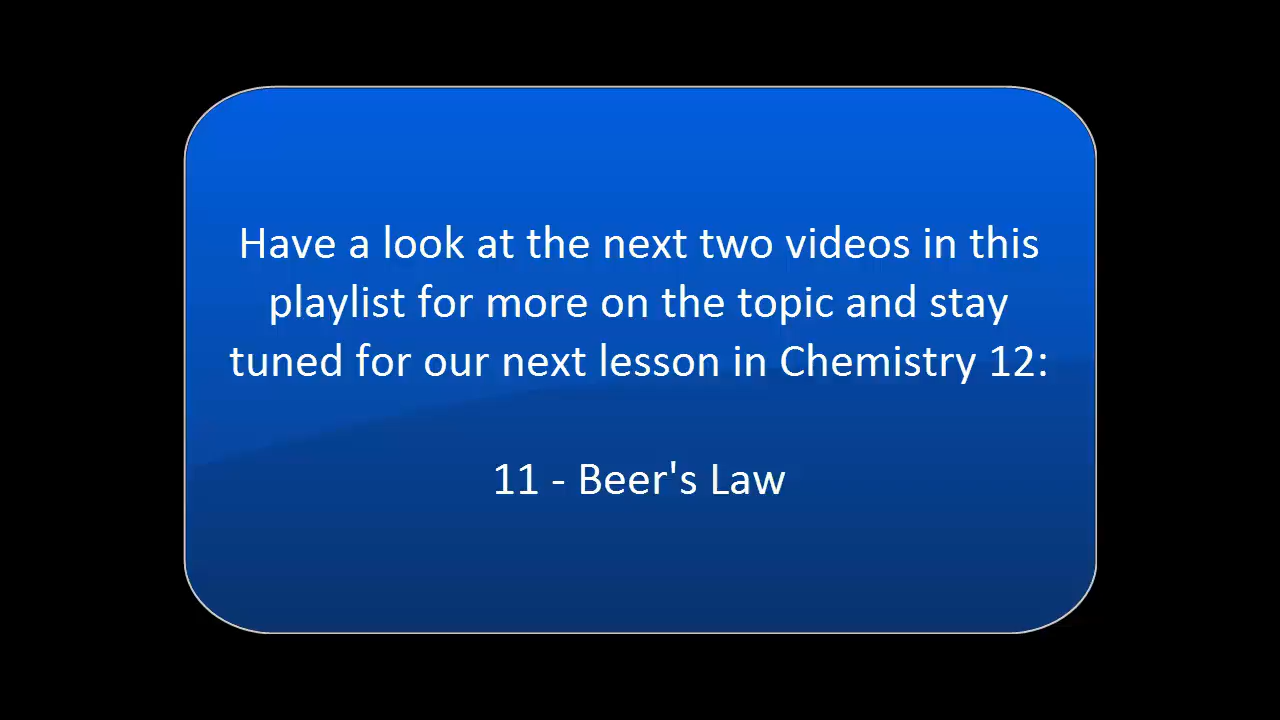 Have a look at the next two videos in this
playlist for more on the topic and stay
tuned for our next lesson in Chemistry 12:
11 - Beer's Law